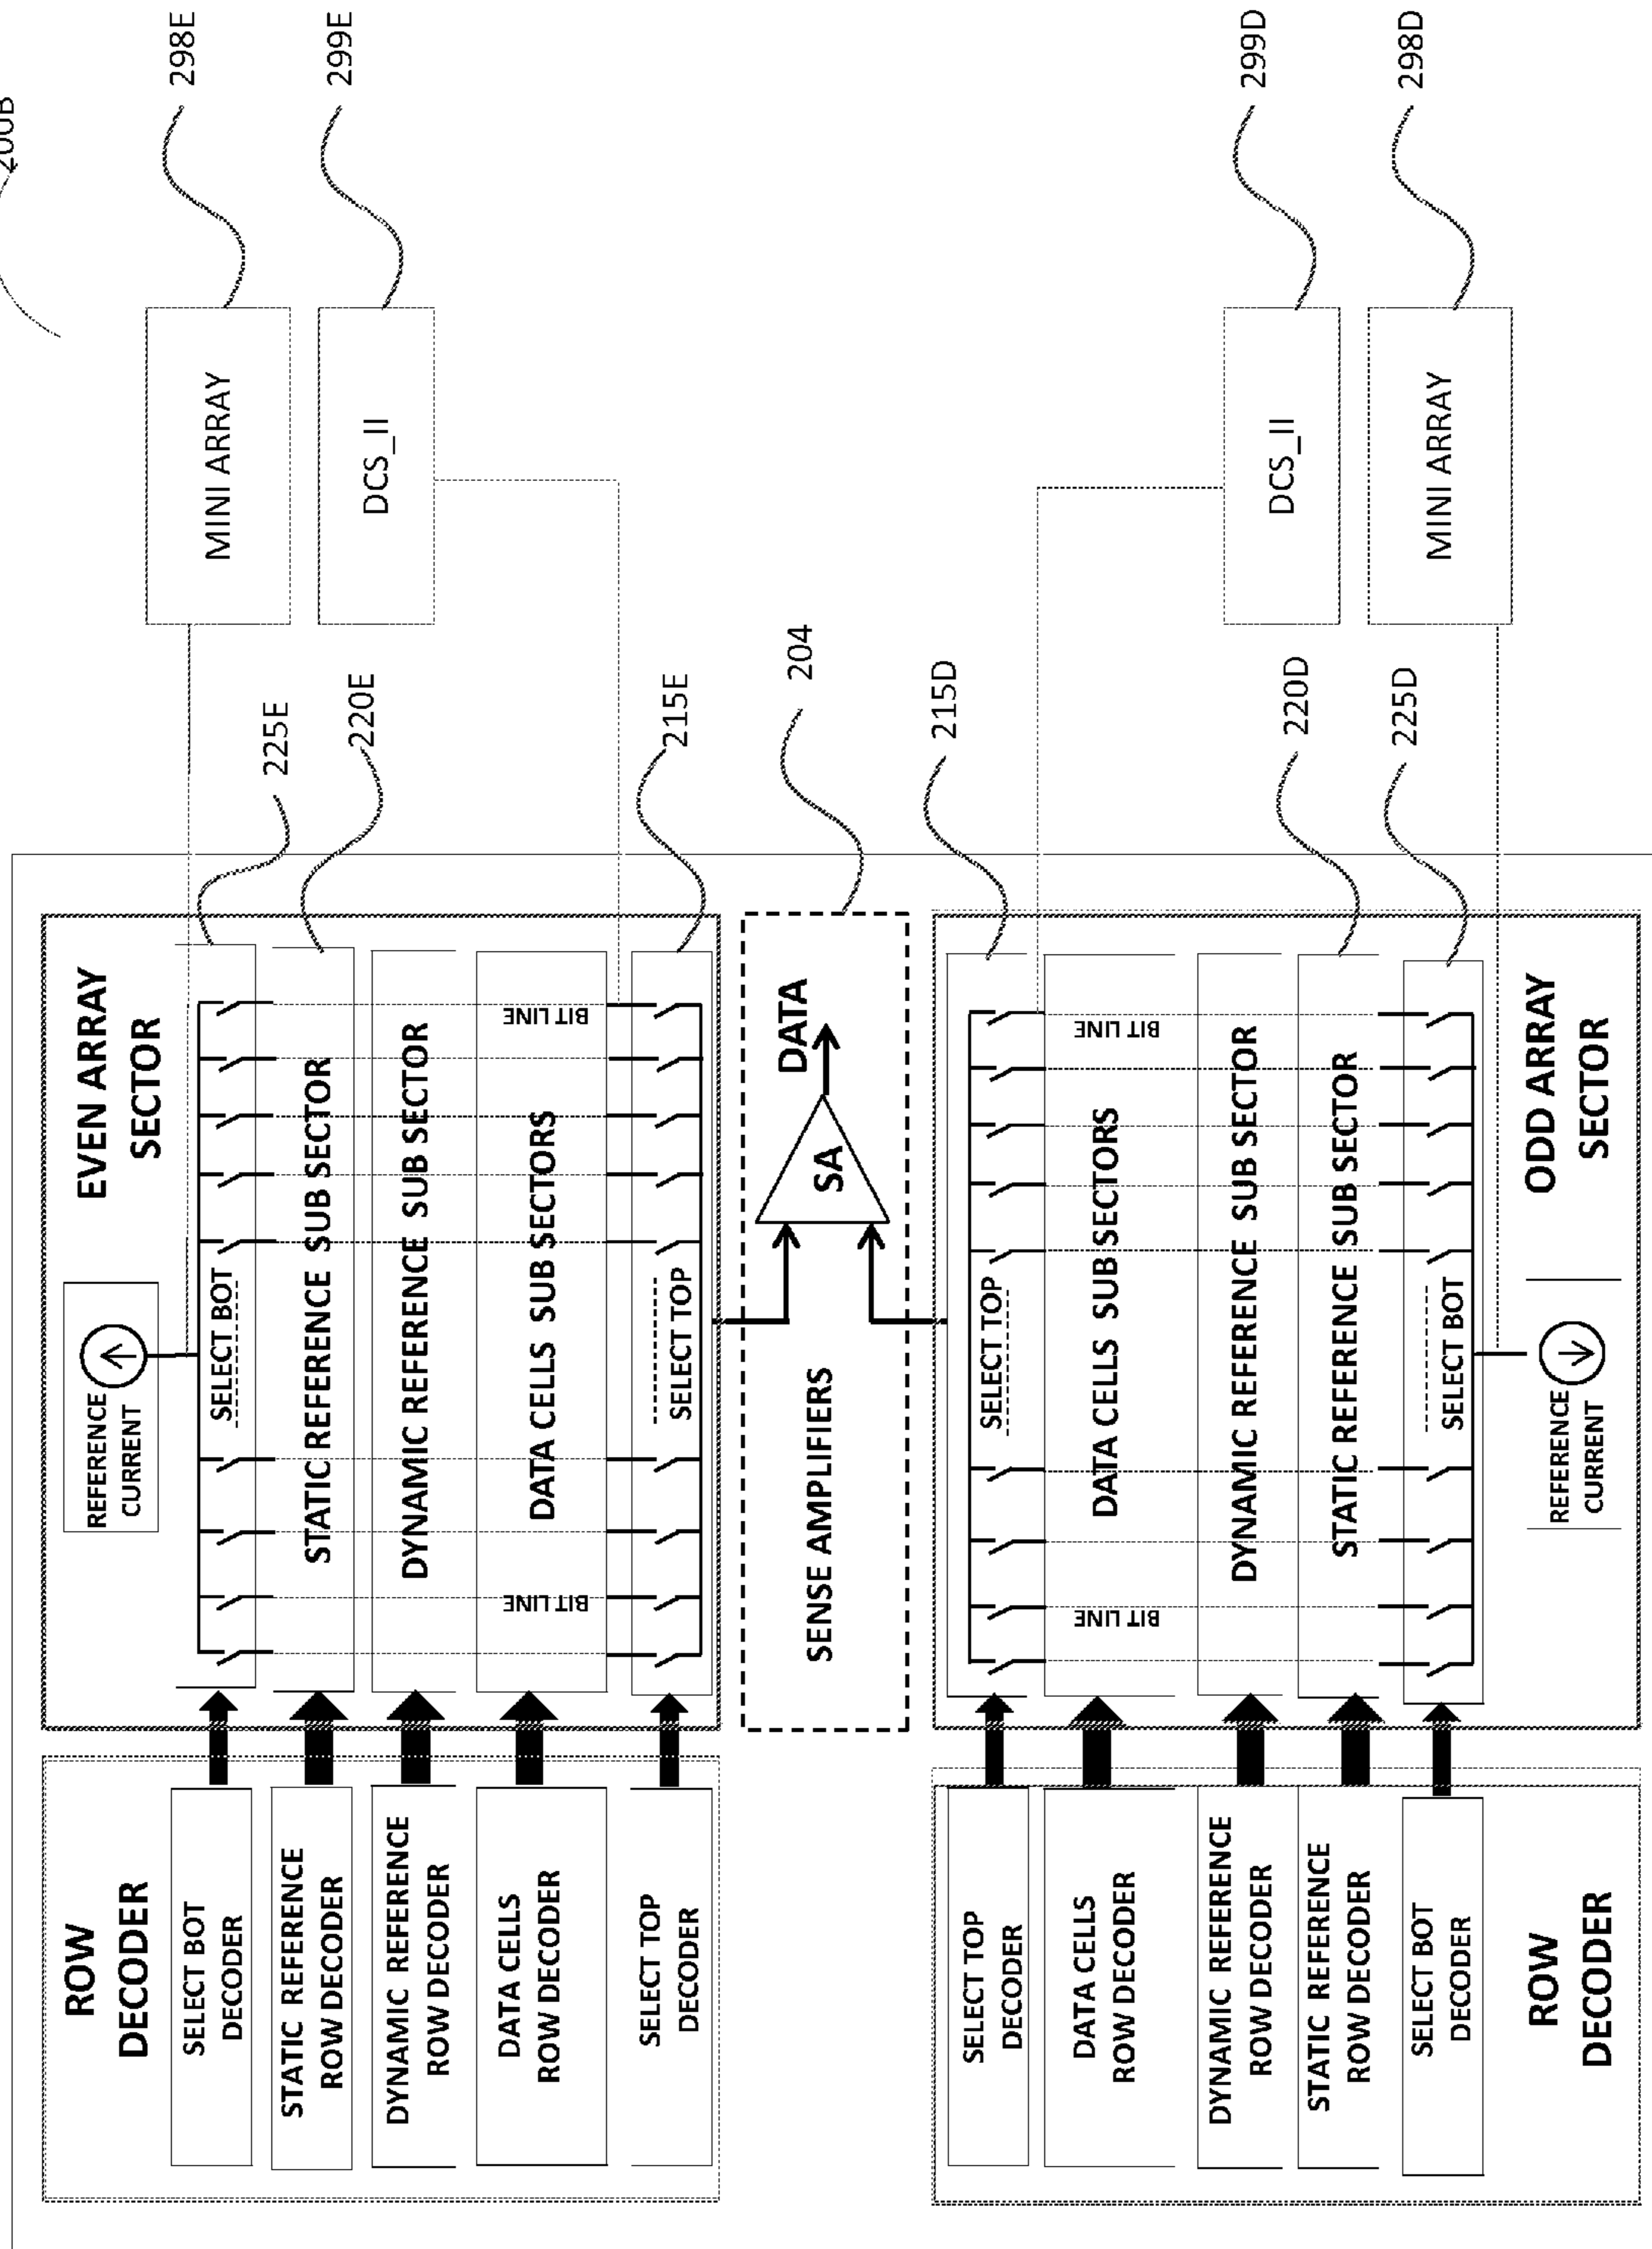 200B
ROW
DECODER
SELECT BOT
DECODER
STATIC REFERENCE
ROW DECODER
DYNAMIC REFERENCE
ROW DECODER
DATA CELLS
ROW DECODER
SELECT TOP
DECODER
EVEN ARRAY
SECTOR
REFERENCE
CURRENT
SELECT BOT
STATIC REFERENCE SUB SECTOR
DYNAMIC REFERENCE SUB SECTOR
DATA CELLS SUB SECTORS
BIT LINE
BIT LINE
SELECT TOP
225E
220E
215E
MINI ARRAY
298E
DCS_II
299E
SENSE AMPLIFIERS
SA
DATA
204
SELECT TOP
DECODER
DATA CELLS
ROW DECODER
DYNAMIC REFERENCE
ROW DECODER
STATIC REFERENCE
ROW DECODER
SELECT BOT
DECODER
ROW
DECODER
SELECT TOP
DATA CELLS SUB SECTORS
BIT LINE
BIT LINE
DYNAMIC REFERENCE SUB SECTOR
STATIC REFERENCE SUB SECTOR
SELECT BOT
REFERENCE
CURRENT
ODD ARRAY
SECTOR
215D
220D
225D
DCS_II
299D
MINI ARRAY
298D